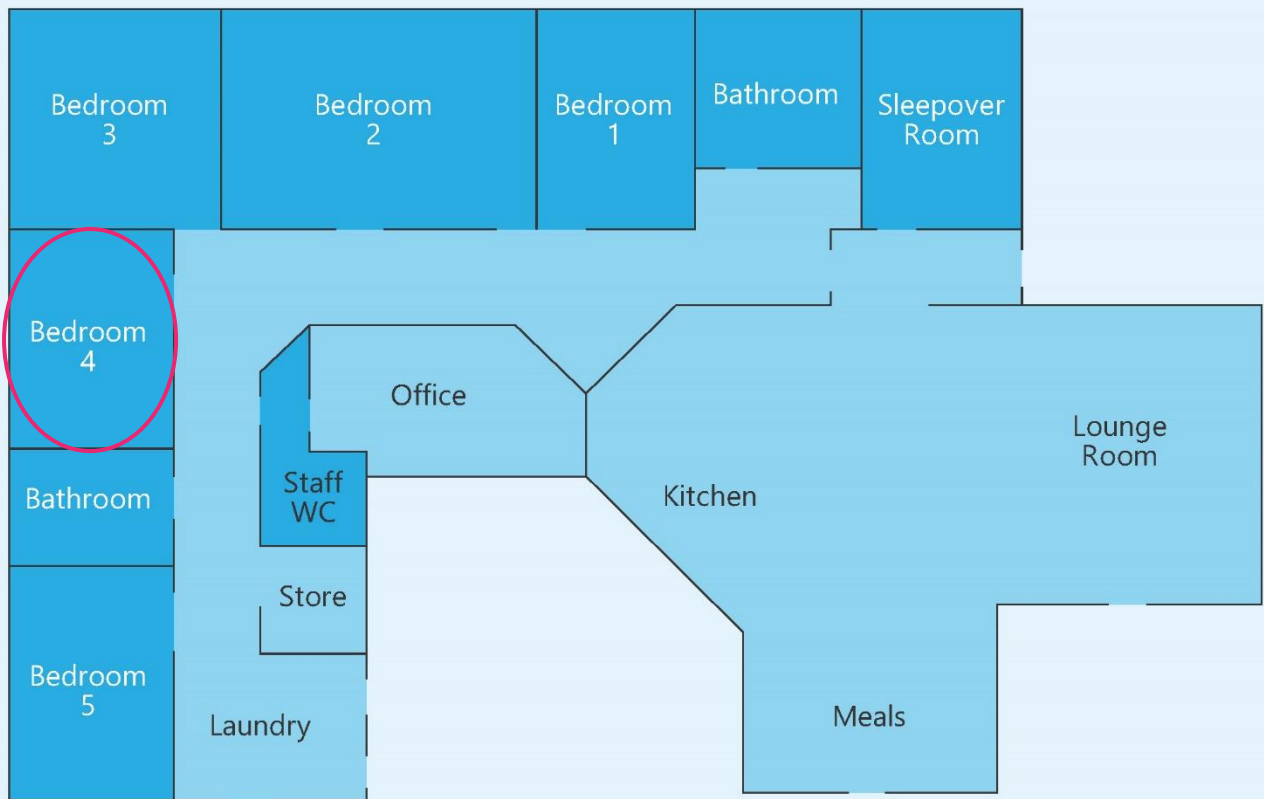 Bedroom
3
Bedroom
2
Bedroom
1
Bathroom
Sleepover
Room
Bedroom
4
Office
Lounge
Room
Bathroom
Staff
WC
Kitchen
Store
Bedroom
5
Laundry
Meals